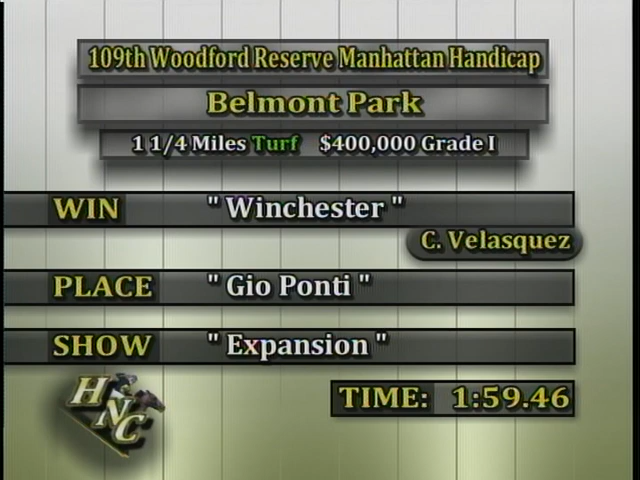 109th Woodford Reserve Manhattan Handicap
Belmont Park
1 1/4 Miles Turf $400,000 Grade I
WIN " Winchester "
C. Velasquez
PLACE " Gio Ponti "
SHOW " Expansion "
TIME: 1:59.46
HNC